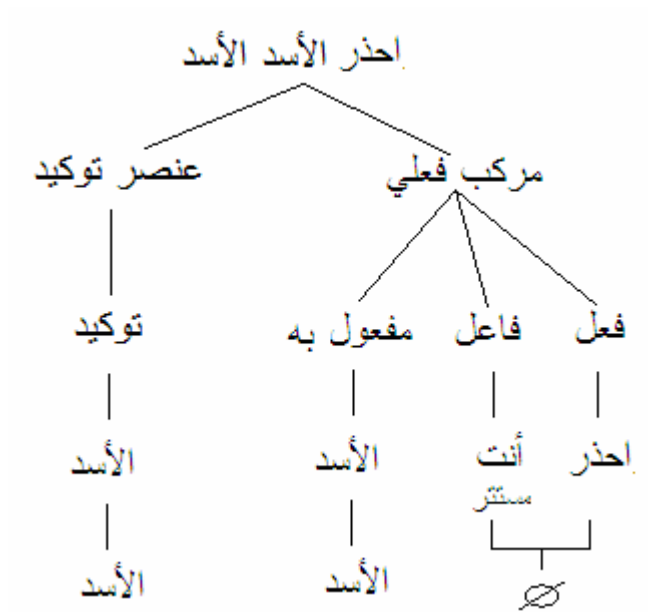 احذر الأسد الأسد
مركب فعلي عنصر توكيد
فعل فاعل مفعول به توكيد
احذر أنت الأسد الأسد
مستتر
∅ الأسد الأسد